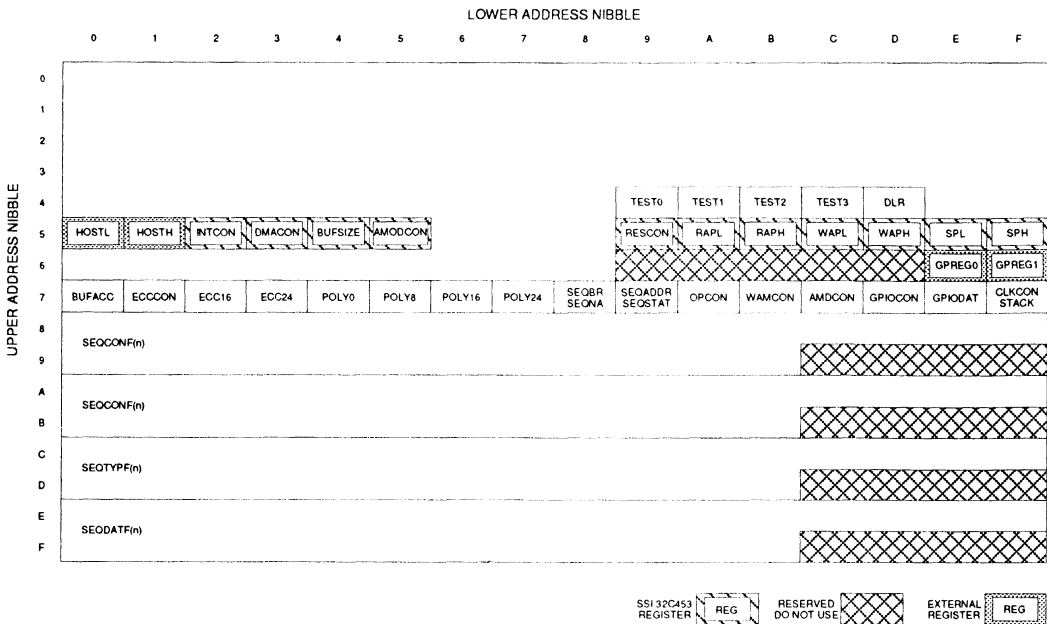 LOWER ADDRESS NIBBLE
0 1 2 3 4 5 6 7 8 9 A B C D E F
UPPER ADDRESS NIBBLE
0
1
2
3
4 TEST0 TEST1 TEST2 TEST3 DLR
5 HOSTL HOSTH INTCON DMACON BUFSIZE AMODCON RESCON RAPL RAPH WAPL WAPH SPL SPH
6 GPREG0 GPREG1
7 BUFACC ECCCON ECC16 ECC24 POLY0 POLY8 POLY16 POLY24 SEQBR SEQADDR OPCON WAMCON AMDCON GPIOCON GPIODAT CLKCON
SEQNA SEQSTAT STACK
8
SEQCONF(n)
9
A
SEQCONF(n)
B
C
SEQTYPF(n)
D
E
SEQDATF(n)
F
SSI 32C453 REGISTER REG RESERVED DO NOT USE EXTERNAL REGISTER REG